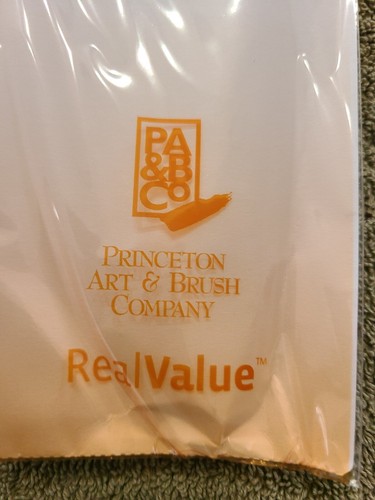 PA
&B
Co
PRINCETON
ART & BRUSH
COMPANY
RealValue™